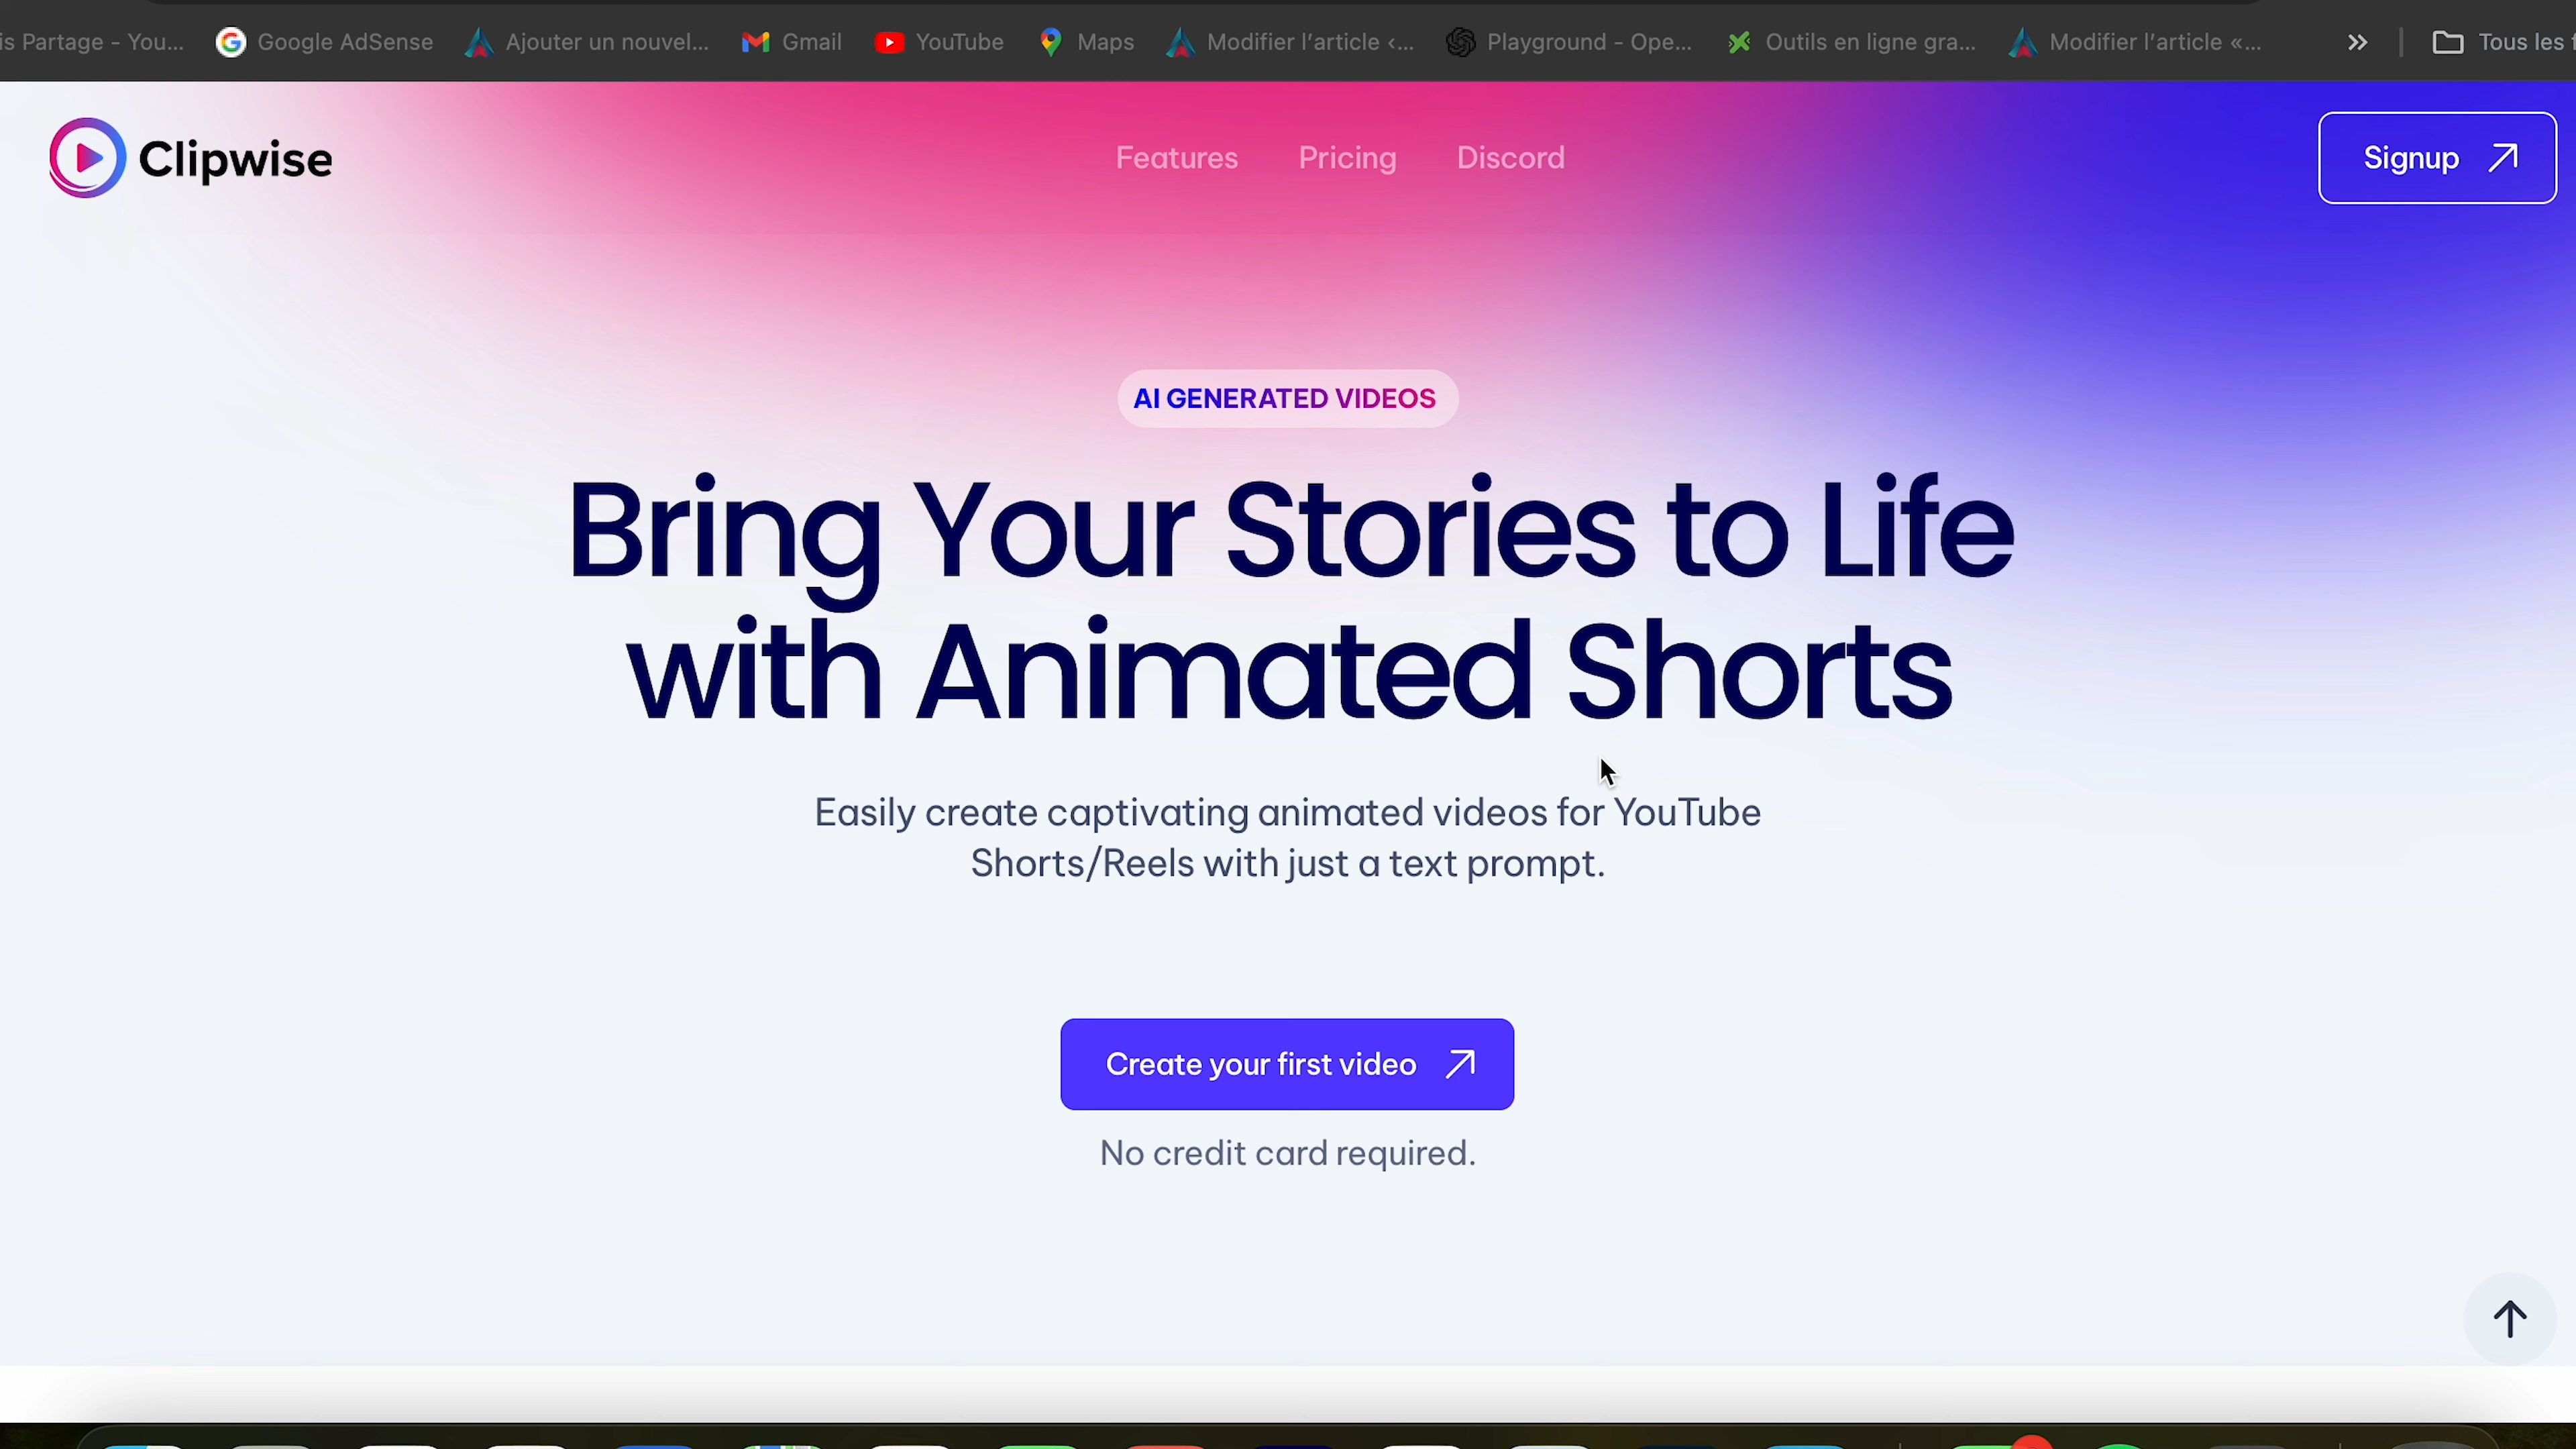 is Partage - You...
Google AdSense
Ajouter un nouvel...
Gmail
YouTube
Maps
Modifier l'article ‹...
Playground - Ope...
Outils en ligne gra...
Modifier l'article «...
Tous les f
Clipwise
Features
Pricing
Discord
Signup
AI GENERATED VIDEOS
Bring Your Stories to Life
with Animated Shorts
Easily create captivating animated videos for YouTube
Shorts/Reels with just a text prompt.
Create your first video
No credit card required.